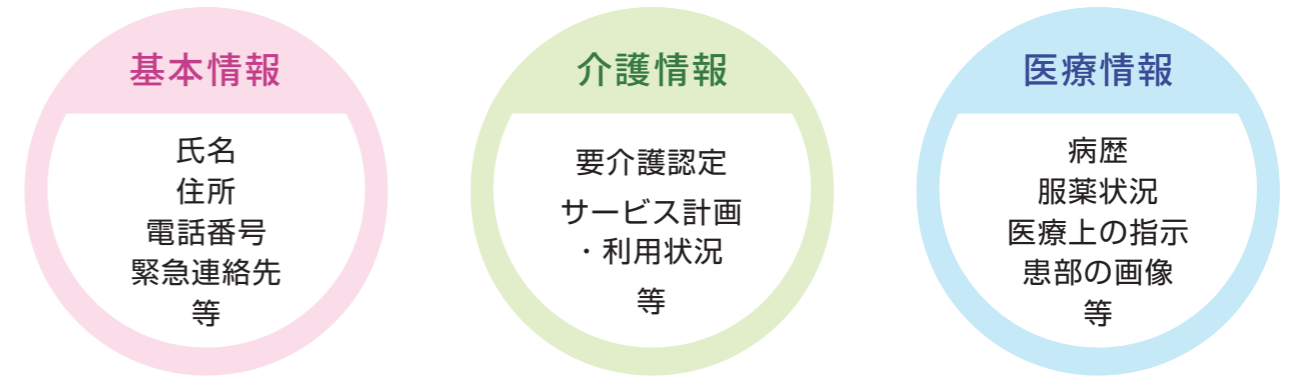 基本情報
氏名
住所
電話番号
緊急連絡先
等
介護情報
要介護認定
サービス計画
・利用状況
等
医療情報
病歴
服薬状況
医療上の指示
患部の画像
等